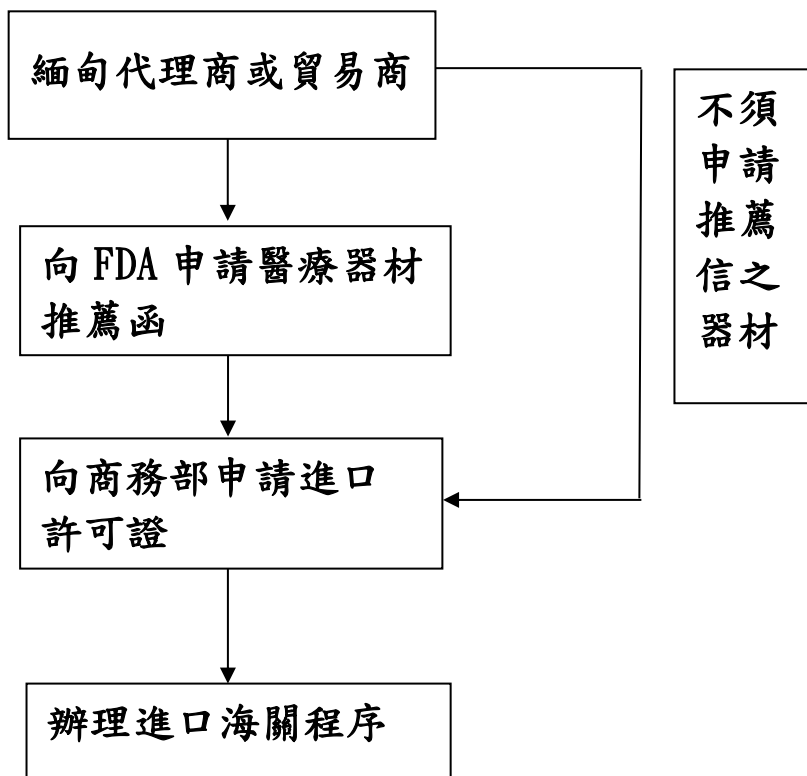 緬甸代理商或貿易商
不須
申請
推薦
信之
器材
向 FDA 申請醫療器材
推薦函
向商務部申請進口
許可證
辦理進口海關程序